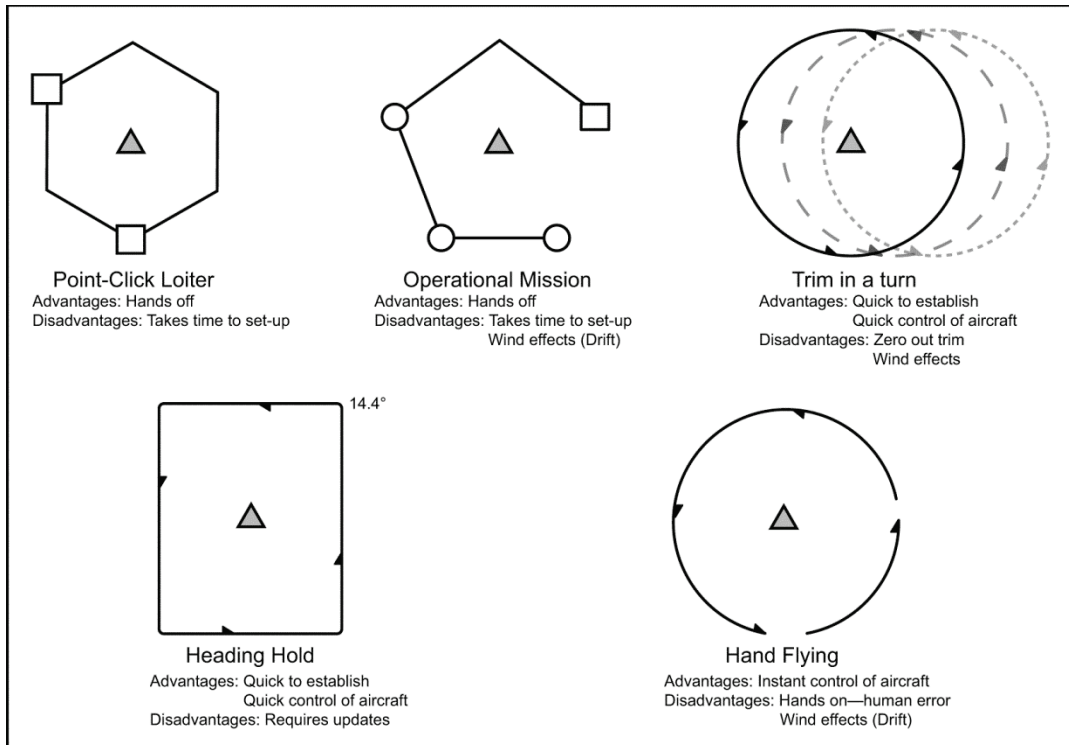 Point-Click Loiter
Advantages: Hands off
Disadvantages: Takes time to set-up
Operational Mission
Advantages: Hands off
Disadvantages: Takes time to set-up
Wind effects (Drift)
Trim in a turn
Advantages: Quick to establish
Quick control of aircraft
Disadvantages: Zero out trim
Wind effects
14.4°
Heading Hold
Advantages: Quick to establish
Quick control of aircraft
Disadvantages: Requires updates
Hand Flying
Advantages: Instant control of aircraft
Disadvantages: Hands on—human error
Wind effects (Drift)